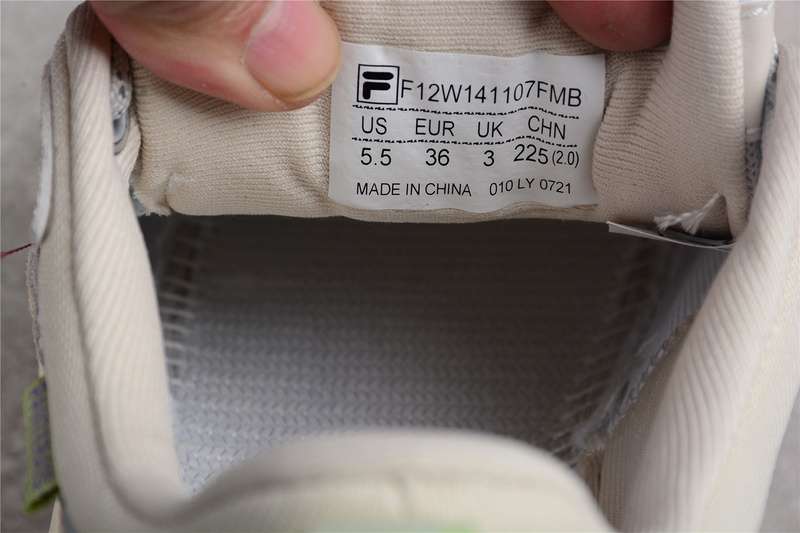 F F12W141107FMB
US EUR UK CHN
5.5 36 3 225(2.0)
MADE IN CHINA 010 LY 0721